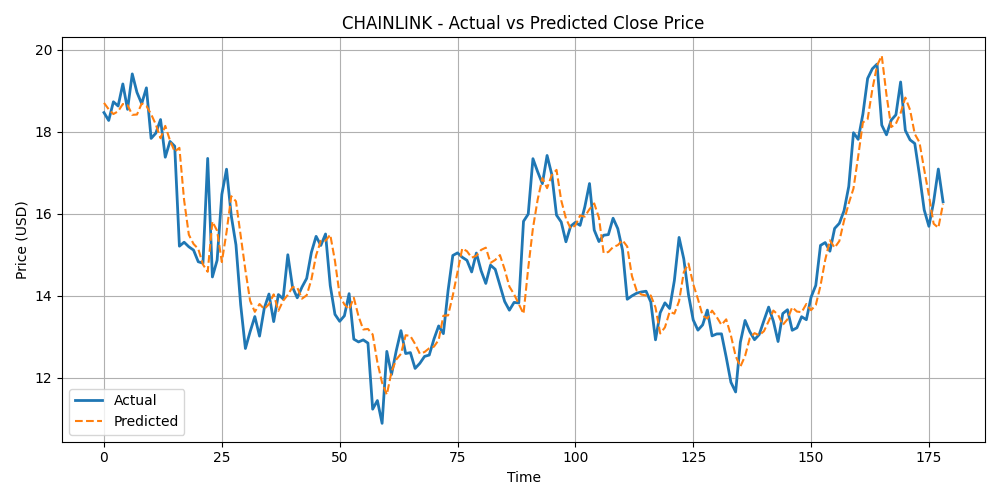 CHAINLINK - Actual vs Predicted Close Price
Price (USD)
20
18
16
14
12
Actual
Predicted
0 25 50 75 100 125 150 175
Time